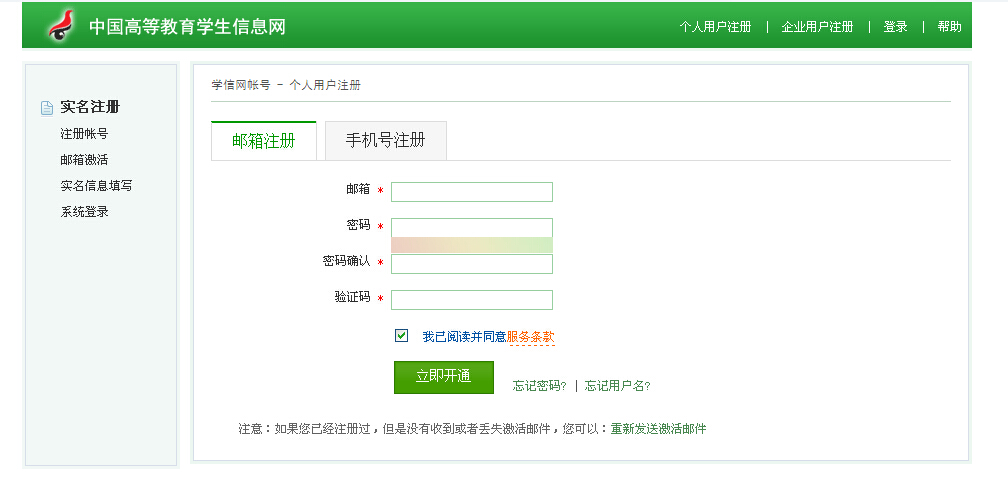 中国高等教育学生信息网
个人用户注册 | 企业用户注册 | 登录 | 帮助
实名注册
注册帐号
邮箱激活
实名信息填写
系统登录
学信网帐号 - 个人用户注册
邮箱注册 手机号注册
邮箱 *
密码 *
密码确认 *
验证码 *
我已阅读并同意服务条款
立即开通 忘记密码? | 忘记用户名?
注意：如果您已经注册过，但是没有收到或者丢失激活邮件，您可以：重新发送激活邮件